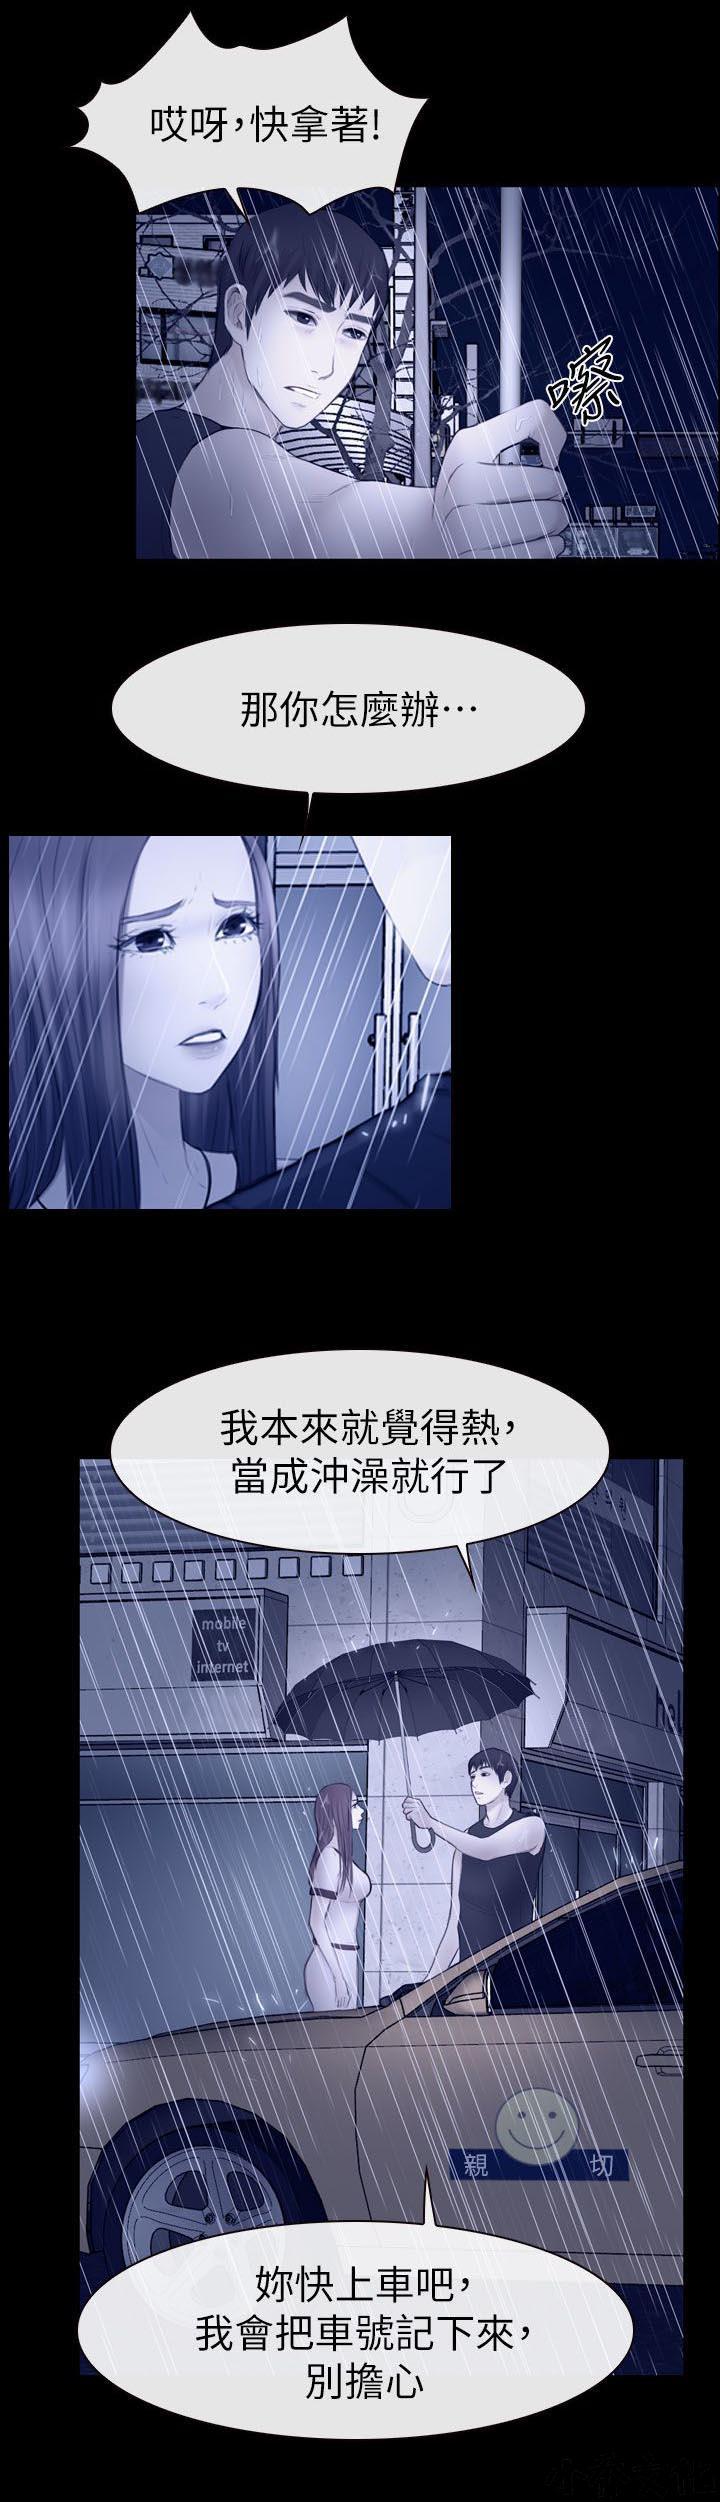 哎呀，快拿著！
嚓
那你怎麼辦…
我本來就覺得熱，
當成沖澡就行了
mobile
tv
internet
親 切
妳快上車吧，
我會把車號記下來，
別擔心